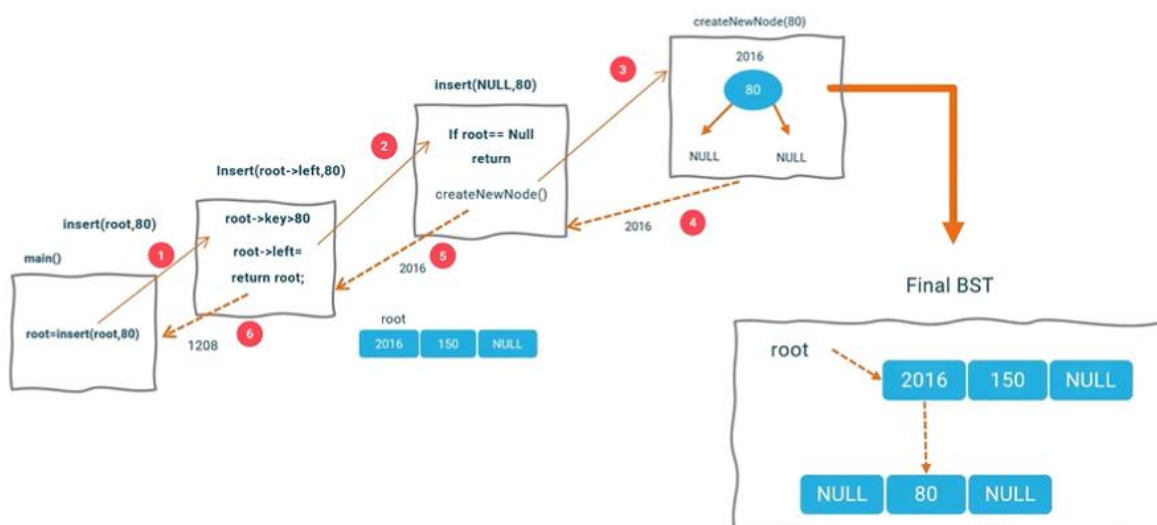 createNewNode(80)
2016
80
NULL NULL
3
insert(NULL,80)
If root== Null
return
createNewNode()
2
Insert(root->left,80)
root->key>80
root->left=
return root;
insert(root,80)
1
main()
root=insert(root,80)
4
2016
5
2016
6
1208
root
2016 150 NULL
Final BST
root
2016 150 NULL
NULL 80 NULL